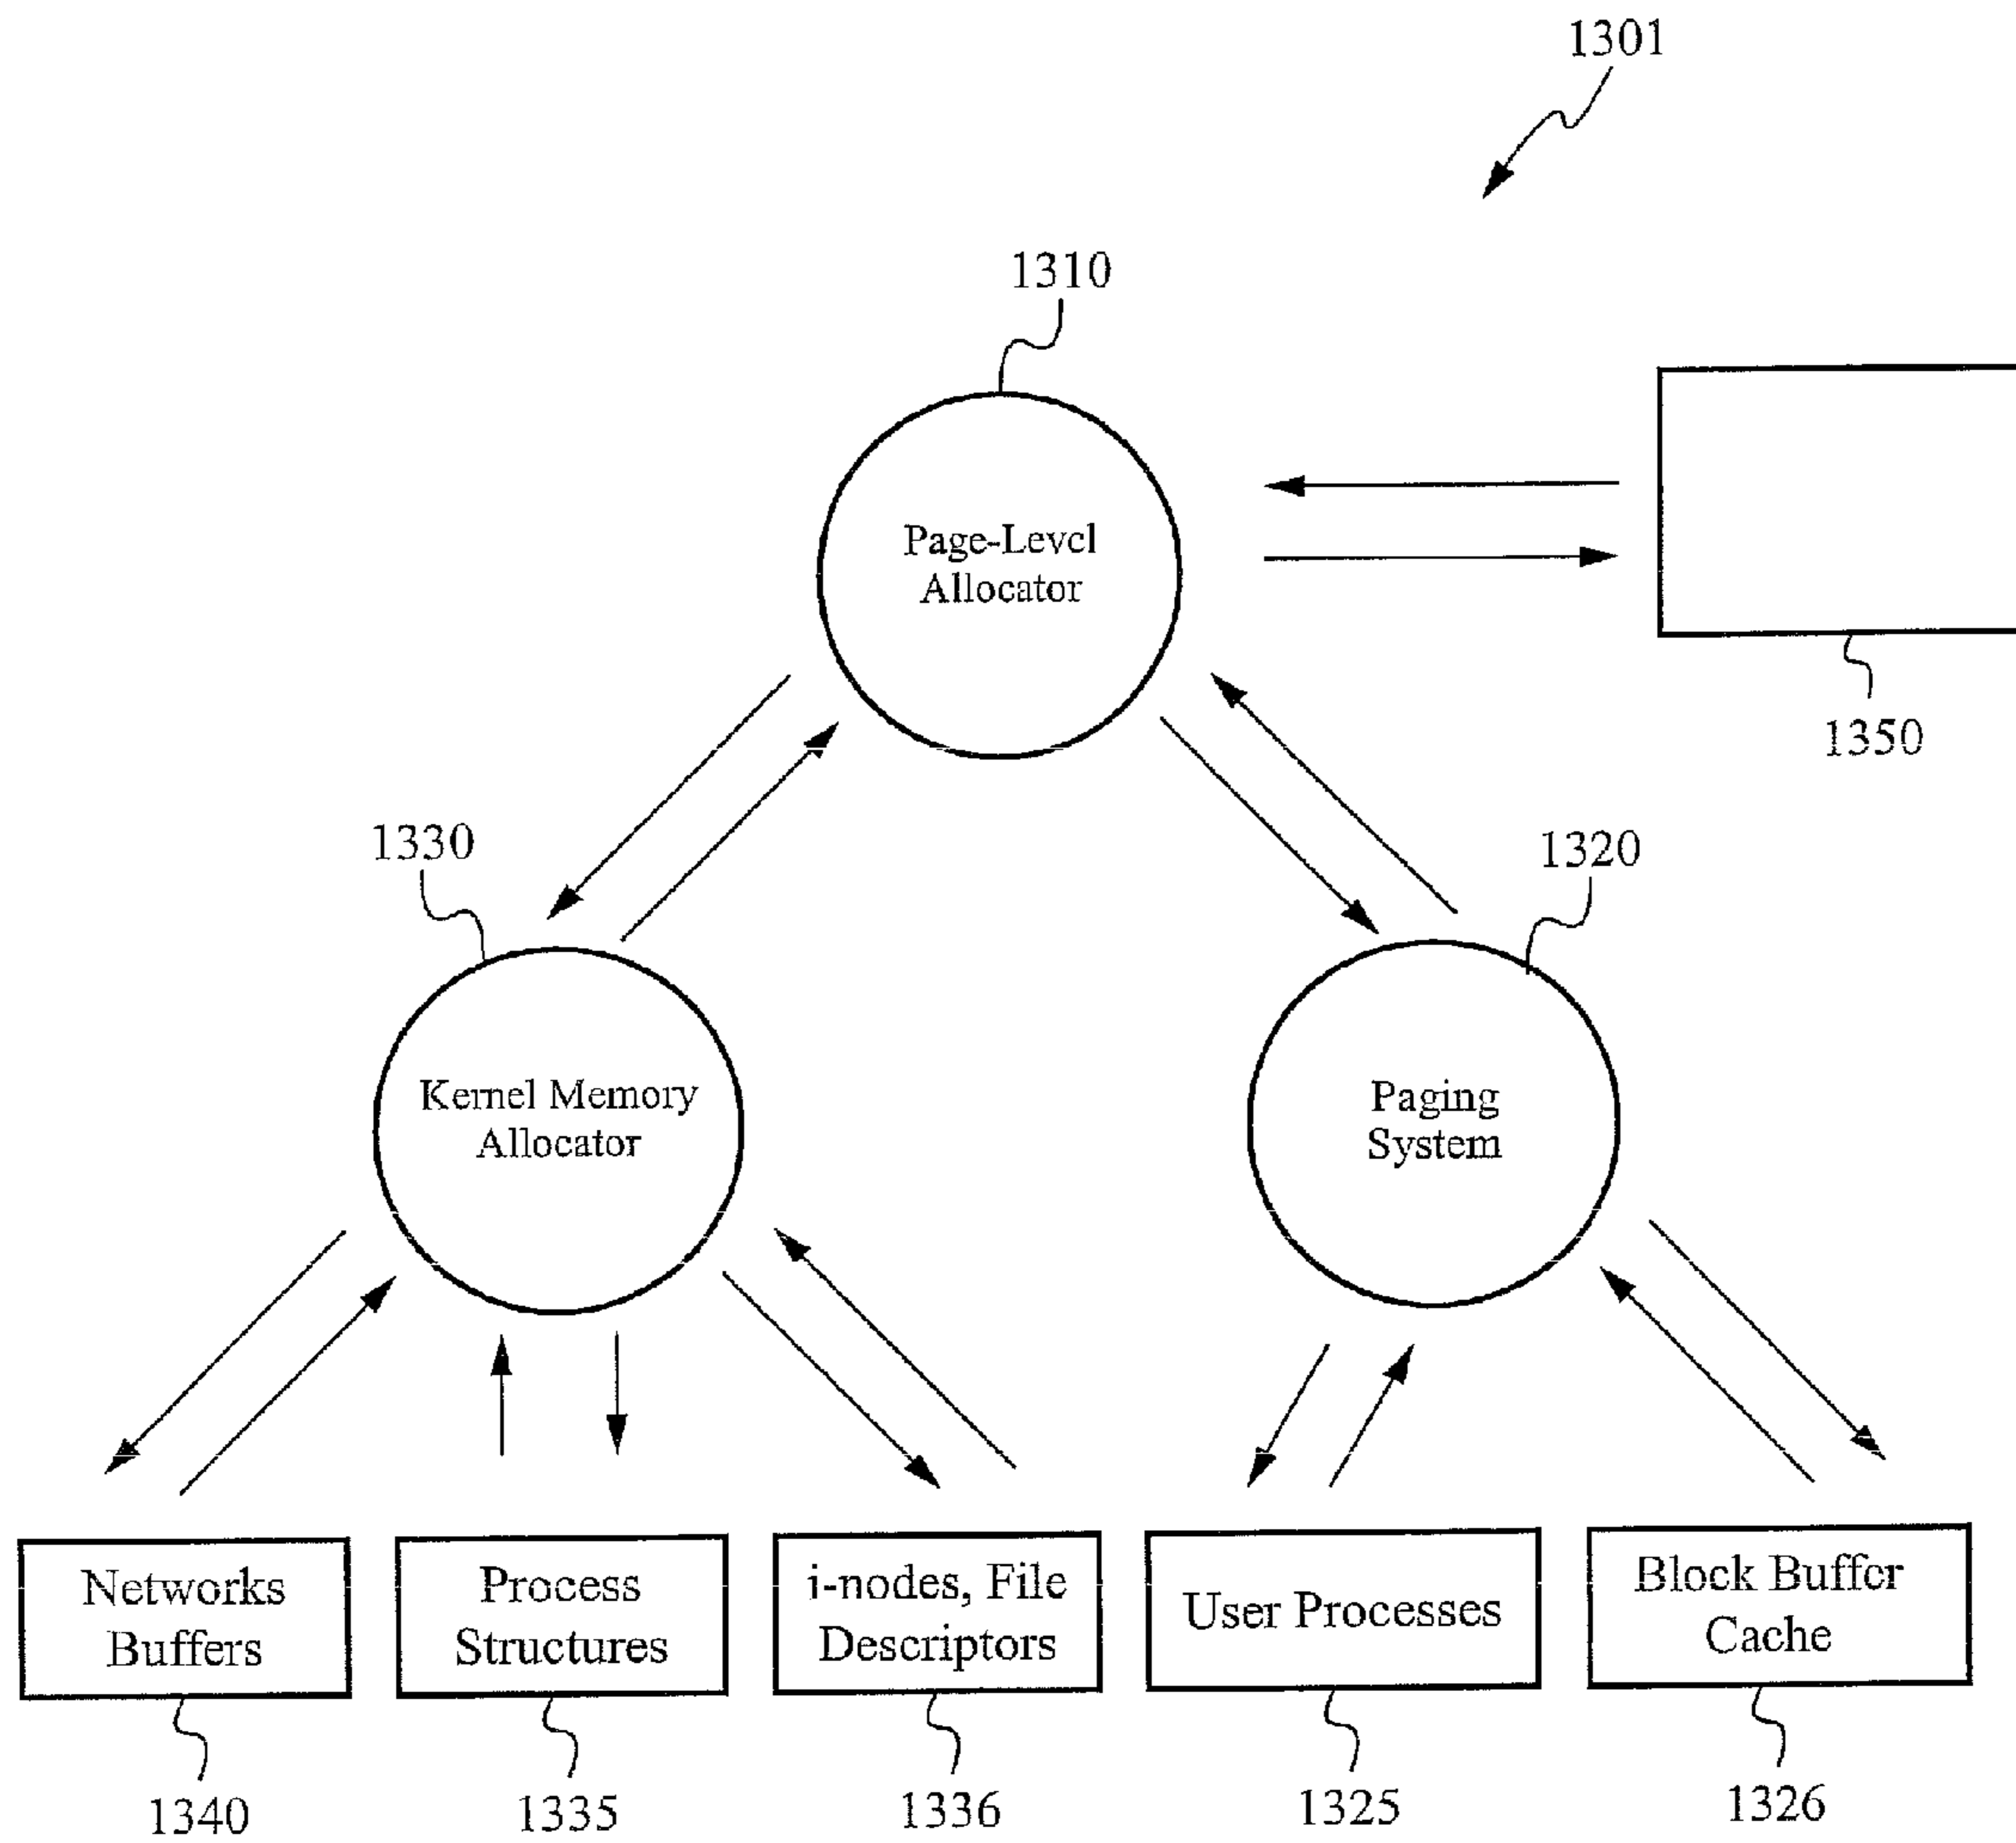 1301
1310
Page-Level
Allocator
1350
1330
1320
Kernel Memory
Allocator
Paging
System
Networks
Buffers
Process
Structures
i-nodes, File
Descriptors
User Processes
Block Buffer
Cache
1340
1335
1336
1325
1326